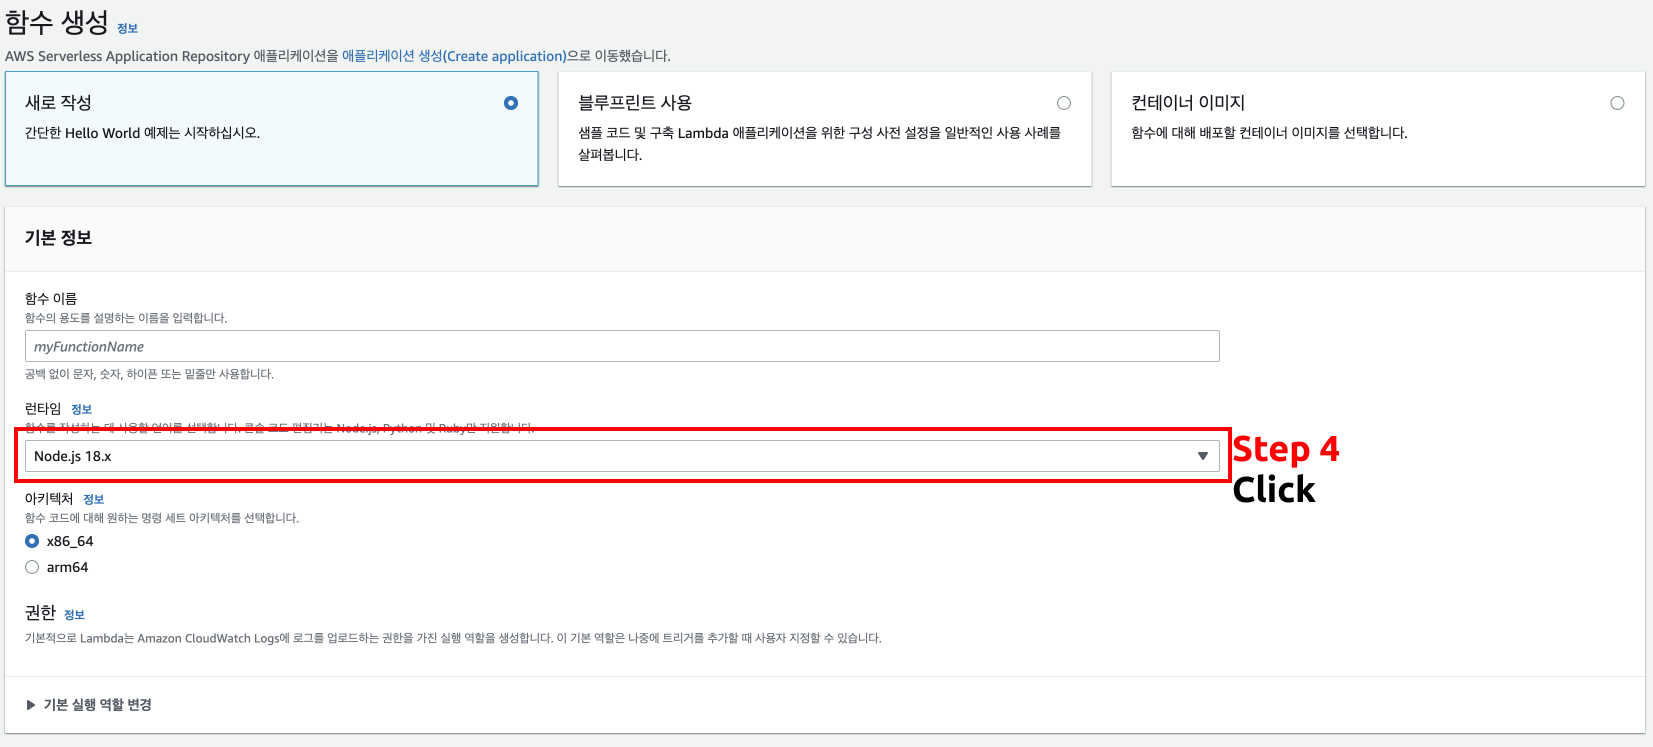 함수 생성 정보
AWS Serverless Application Repository 애플리케이션을 애플리케이션 생성(Create application)으로 이동했습니다.
새로 작성
간단한 Hello World 예제는 시작하십시오.
블루프린트 사용
샘플 코드 및 구축 Lambda 애플리케이션을 위한 구성 사전 설정을 일반적인 사용 사례를
살펴봅니다.
컨테이너 이미지
함수에 대해 배포할 컨테이너 이미지를 선택합니다.
기본 정보
함수 이름
함수의 용도를 설명하는 이름을 입력합니다.
myFunctionName
공백 없이 문자, 숫자, 하이픈 또는 밑줄만 사용합니다.
런타임 정보
함수를 작성하는 데 사용할 언어를 선택합니다. 콘솔 코드 편집기는 Node.js, Python 및 Ruby만 지원합니다.
Node.js 18.x
Step 4
Click
아키텍처 정보
함수 코드에 대해 원하는 명령 세트 아키텍처를 선택합니다.
x86_64
arm64
권한 정보
기본적으로 Lambda는 Amazon CloudWatch Logs에 로그를 업로드하는 권한을 가진 실행 역할을 생성합니다. 이 기본 역할은 나중에 트리거를 추가할 때 사용자 지정할 수 있습니다.
기본 실행 역할 변경